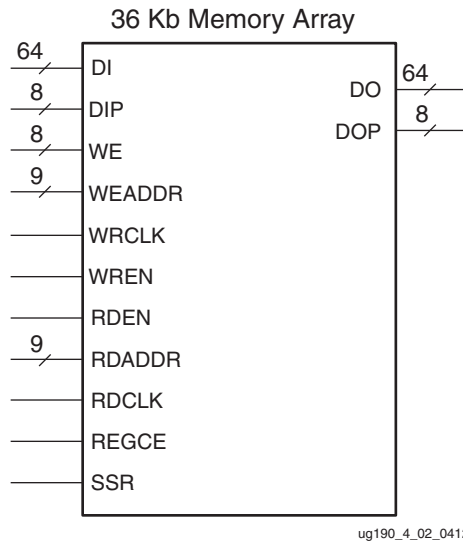 36 Kb Memory Array
64
DI
8
DIP
8
WE
9
WEADDR
WRCLK
WREN
RDEN
9
RDADDR
RDCLK
REGCE
SSR
DO
64
DOP
8